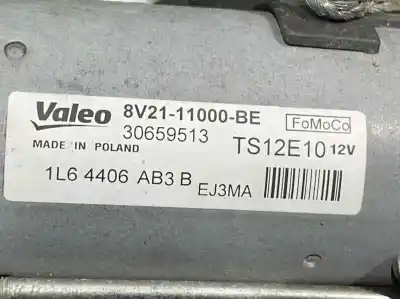 Valeo 8V21-11000-BE FoMoCo
30659513
MADE IN POLAND TS12E10 12V
1L6 4406 AB3 B EJ3MA